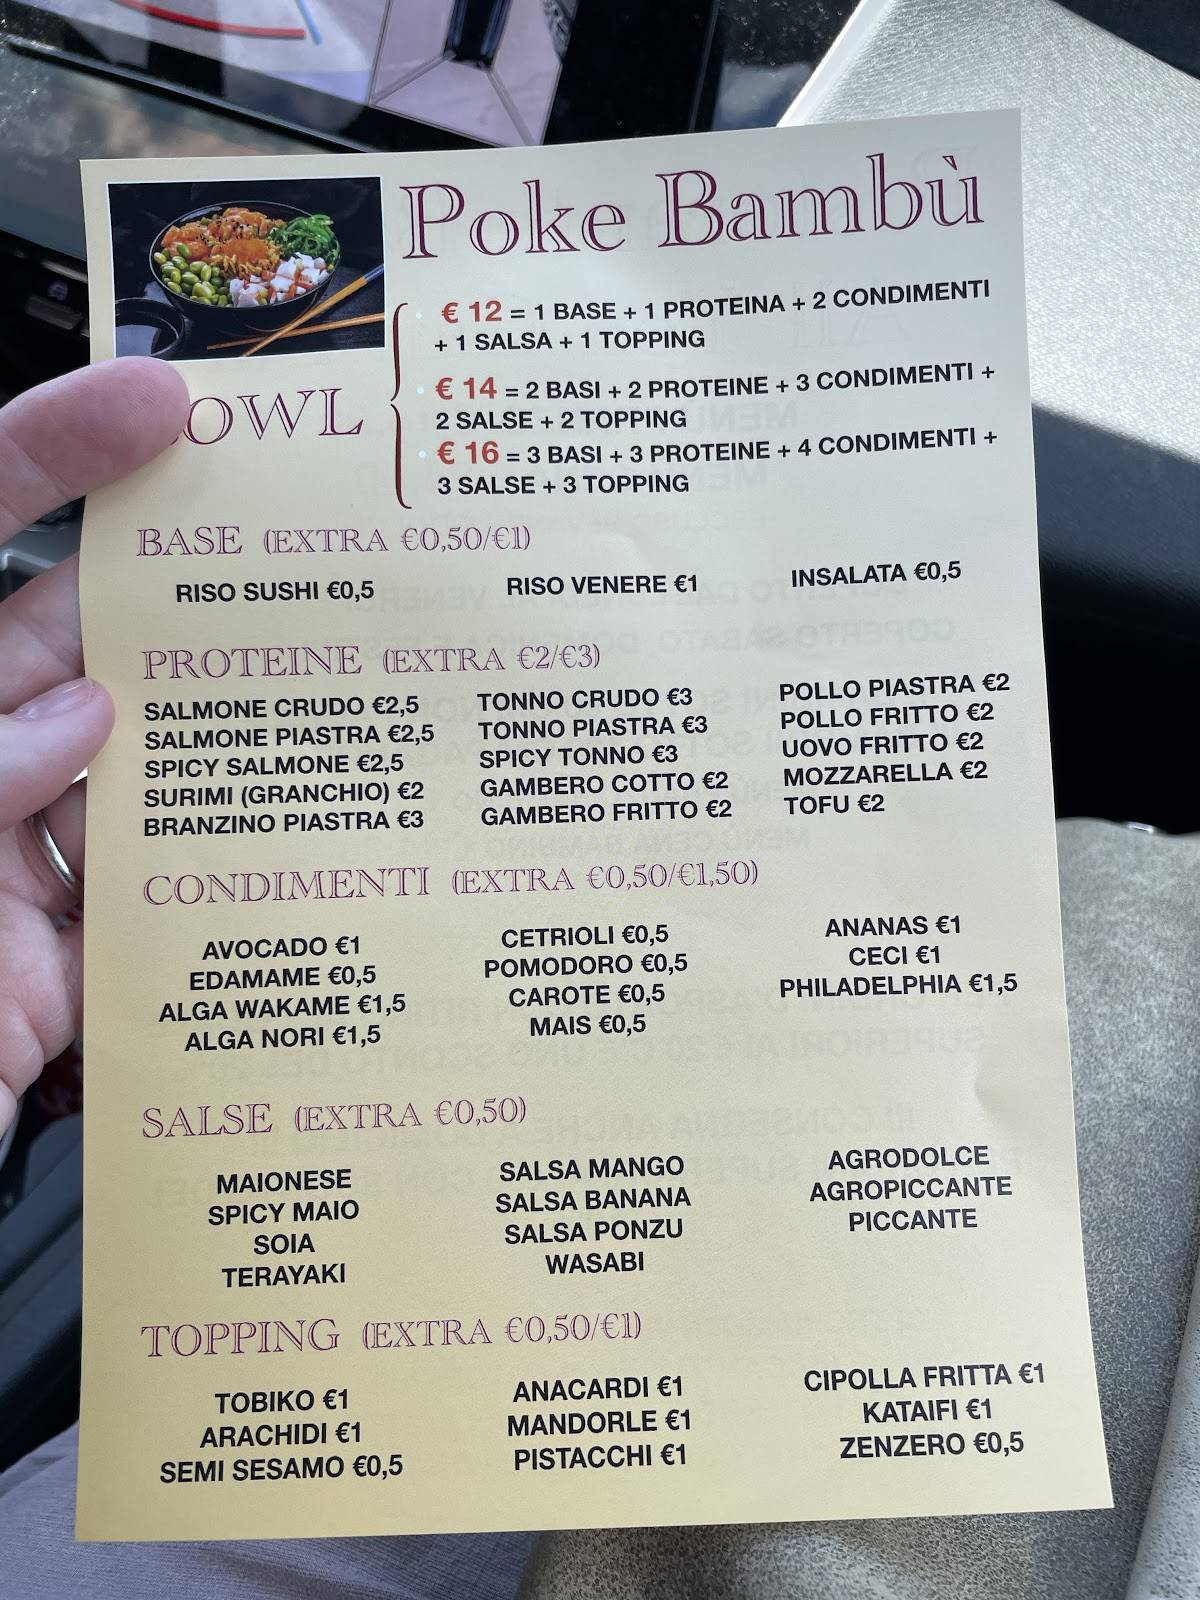 Poke Bambù
€ 12 = 1 BASE + 1 PROTEINA + 2 CONDIMENTI
+ 1 SALSA + 1 TOPPING
€ 14 = 2 BASI + 2 PROTEINE + 3 CONDIMENTI +
2 SALSE + 2 TOPPING
€ 16 = 3 BASI + 3 PROTEINE + 4 CONDIMENTI +
3 SALSE + 3 TOPPING
OWL
BASE (EXTRA €0,50/€1)
RISO SUSHI €0,5 RISO VENERE €1 INSALATA €0,5
PROTEINE (EXTRA €2/€3)
SALMONE CRUDO €2,5
SALMONE PIASTRA €2,5
SPICY SALMONE €2,5
SURIMI (GRANCHIO) €2
BRANZINO PIASTRA €3
TONNO CRUDO €3
TONNO PIASTRA €3
SPICY TONNO €3
GAMBERO COTTO €2
GAMBERO FRITTO €2
POLLO PIASTRA €2
POLLO FRITTO €2
UOVO FRITTO €2
MOZZARELLA €2
TOFU €2
CONDIMENTI (EXTRA €0,50/€1,50)
AVOCADO €1
EDAMAME €0,5
ALGA WAKAME €1,5
ALGA NORI €1,5
CETRIOLI €0,5
POMODORO €0,5
CAROTE €0,5
MAIS €0,5
ANANAS €1
CECI €1
PHILADELPHIA €1,5
SALSE (EXTRA €0,50)
MAIONESE
SPICY MAIO
SOIA
TERAYAKI
SALSA MANGO
SALSA BANANA
SALSA PONZU
WASABI
AGRODOLCE
AGROPICCANTE
PICCANTE
TOPPING (EXTRA €0,50/€1)
TOBIKO €1
ARACHIDI €1
SEMI SESAMO €0,5
ANACARDI €1
MANDORLE €1
PISTACCHI €1
CIPOLLA FRITTA €1
KATAIFI €1
ZENZERO €0,5